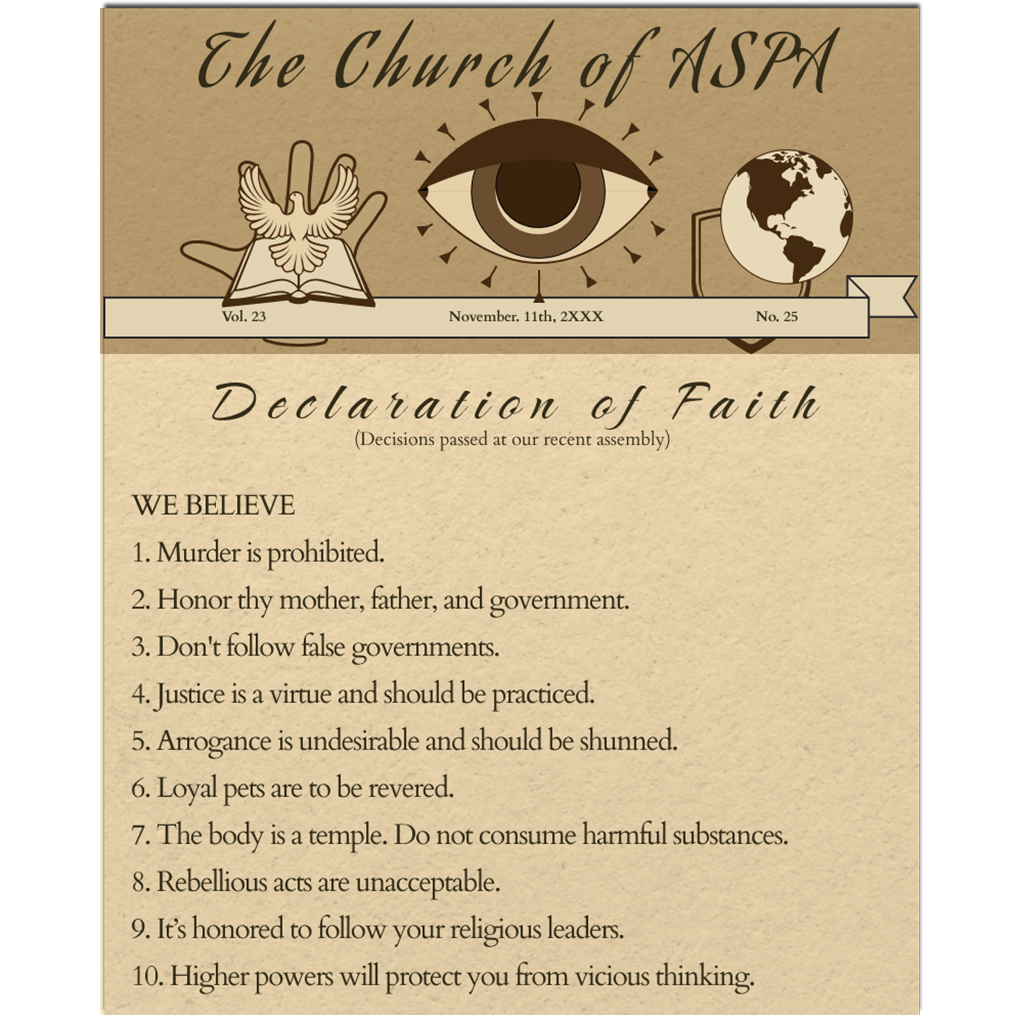 The Church of ASPA
Vol. 23 November. 11th, 2XXX No. 25
Declaration of Faith
(Decisions passed at our recent assembly)
WE BELIEVE
1. Murder is prohibited.
2. Honor thy mother, father, and government.
3. Don't follow false governments.
4. Justice is a virtue and should be practiced.
5. Arrogance is undesirable and should be shunned.
6. Loyal pets are to be revered.
7. The body is a temple. Do not consume harmful substances.
8. Rebellious acts are unacceptable.
9. It’s honored to follow your religious leaders.
10. Higher powers will protect you from vicious thinking.